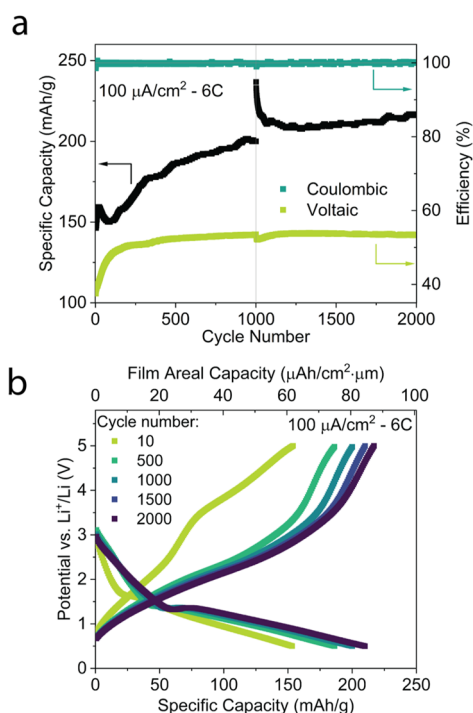 a
100 μA/cm² - 6C
Specific Capacity (mAh/g)
250
200
150
100
Coulombic
Voltaic
Efficiency (%)
100
80
60
40
0
500
1000
1500
2000
Cycle Number
b
Film Areal Capacity (μAh/cm²·μm)
0
20
40
60
80
100
Cycle number:
100 μA/cm² - 6C
10
500
1000
1500
2000
Potential vs. Li⁺/Li (V)
5
4
3
2
1
0
0
50
100
150
200
250
Specific Capacity (mAh/g)